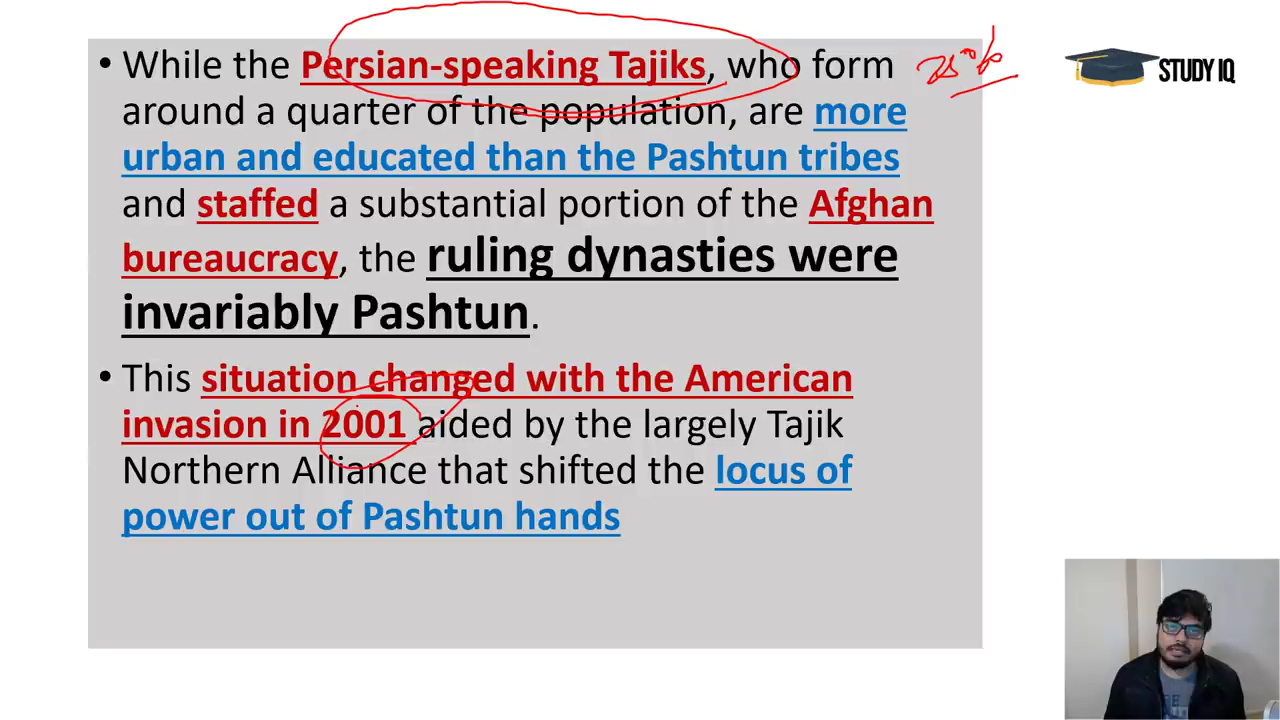 • While the Persian-speaking Tajiks, who form
around a quarter of the population, are more
urban and educated than the Pashtun tribes
and staffed a substantial portion of the Afghan
bureaucracy, the ruling dynasties were
invariably Pashtun.
• This situation changed with the American
invasion in 2001 aided by the largely Tajik
Northern Alliance that shifted the locus of
power out of Pashtun hands
25%
STUDY IQ